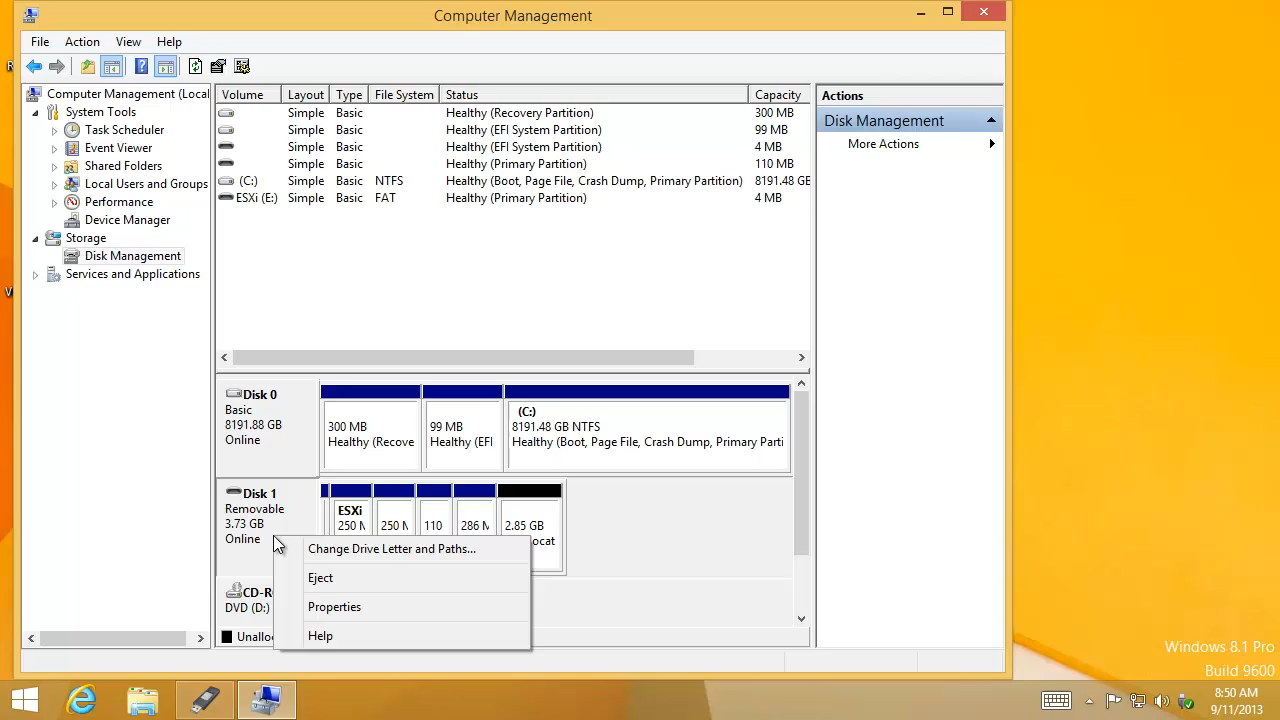 Computer Management
File Action View Help
Computer Management (Local
System Tools
Task Scheduler
Event Viewer
Shared Folders
Local Users and Groups
Performance
Device Manager
Storage
Disk Management
Services and Applications
Volume Layout Type File System Status Capacity
Simple Basic Healthy (Recovery Partition) 300 MB
Simple Basic Healthy (EFI System Partition) 99 MB
Simple Basic Healthy (EFI System Partition) 4 MB
Simple Basic Healthy (Primary Partition) 110 MB
(C:) Simple Basic NTFS Healthy (Boot, Page File, Crash Dump, Primary Partition) 8191.48 GB
ESXi (E:) Simple Basic FAT Healthy (Primary Partition) 4 MB
Actions
Disk Management
More Actions
Disk 0
Basic
8191.88 GB
Online
300 MB
Healthy (Recove
99 MB
Healthy (EFI
(C:)
8191.48 GB NTFS
Healthy (Boot, Page File, Crash Dump, Primary Parti
Disk 1
Removable
3.73 GB
Online
ESXi
250 M
250 M
110
286 M
2.85 GB
ocat
CD-R
DVD (D:)
Unalloc
Change Drive Letter and Paths...
Eject
Properties
Help
Windows 8.1 Pro
Build 9600
8:50 AM
9/11/2013